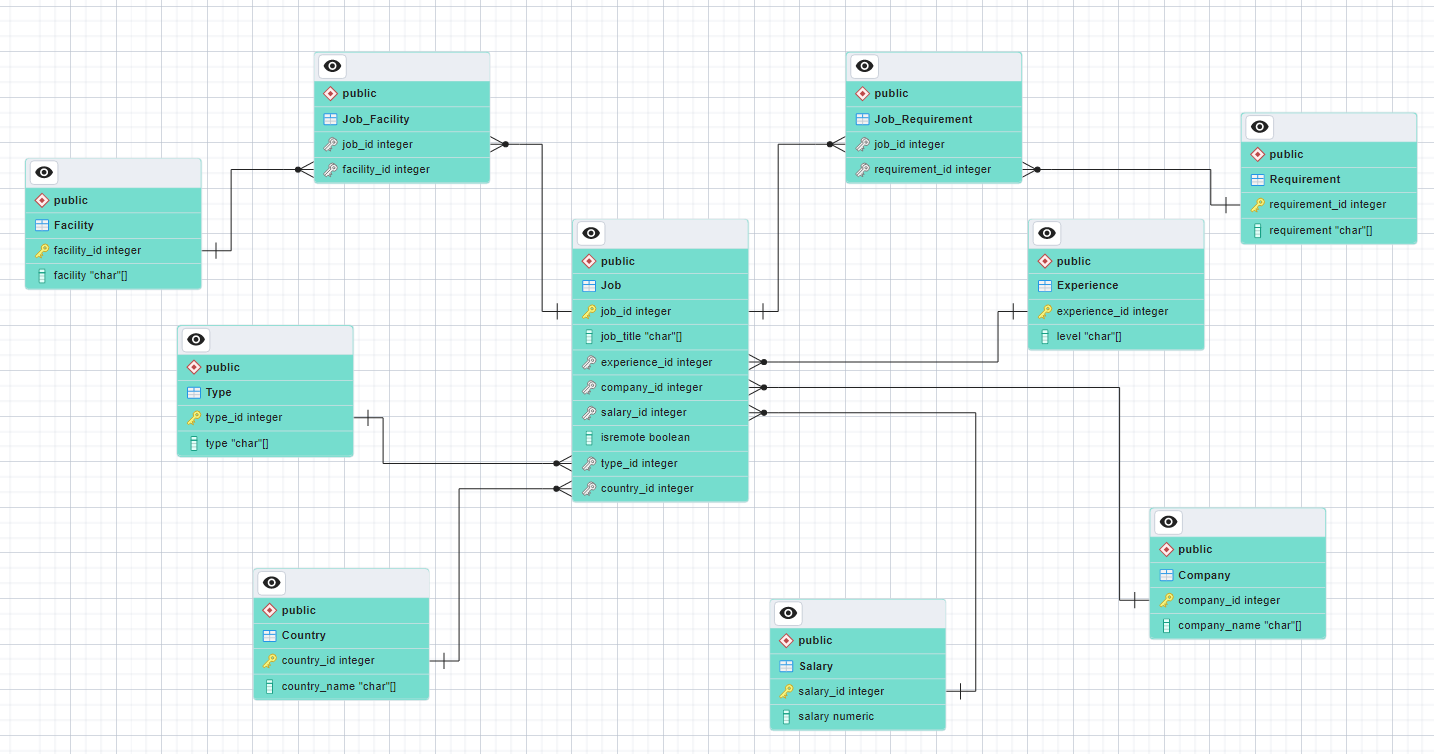 public
Job_Facility
job_id integer
facility_id integer
public
Job_Requirement
job_id integer
requirement_id integer
public
Requirement
requirement_id integer
requirement "char"[]
public
Facility
facility_id integer
facility "char"[]
public
Job
job_id integer
job_title "char"[]
experience_id integer
company_id integer
salary_id integer
isremote boolean
type_id integer
country_id integer
public
Experience
experience_id integer
level "char"[]
public
Type
type_id integer
type "char"[]
public
Company
company_id integer
company_name "char"[]
public
Country
country_id integer
country_name "char"[]
public
Salary
salary_id integer
salary numeric